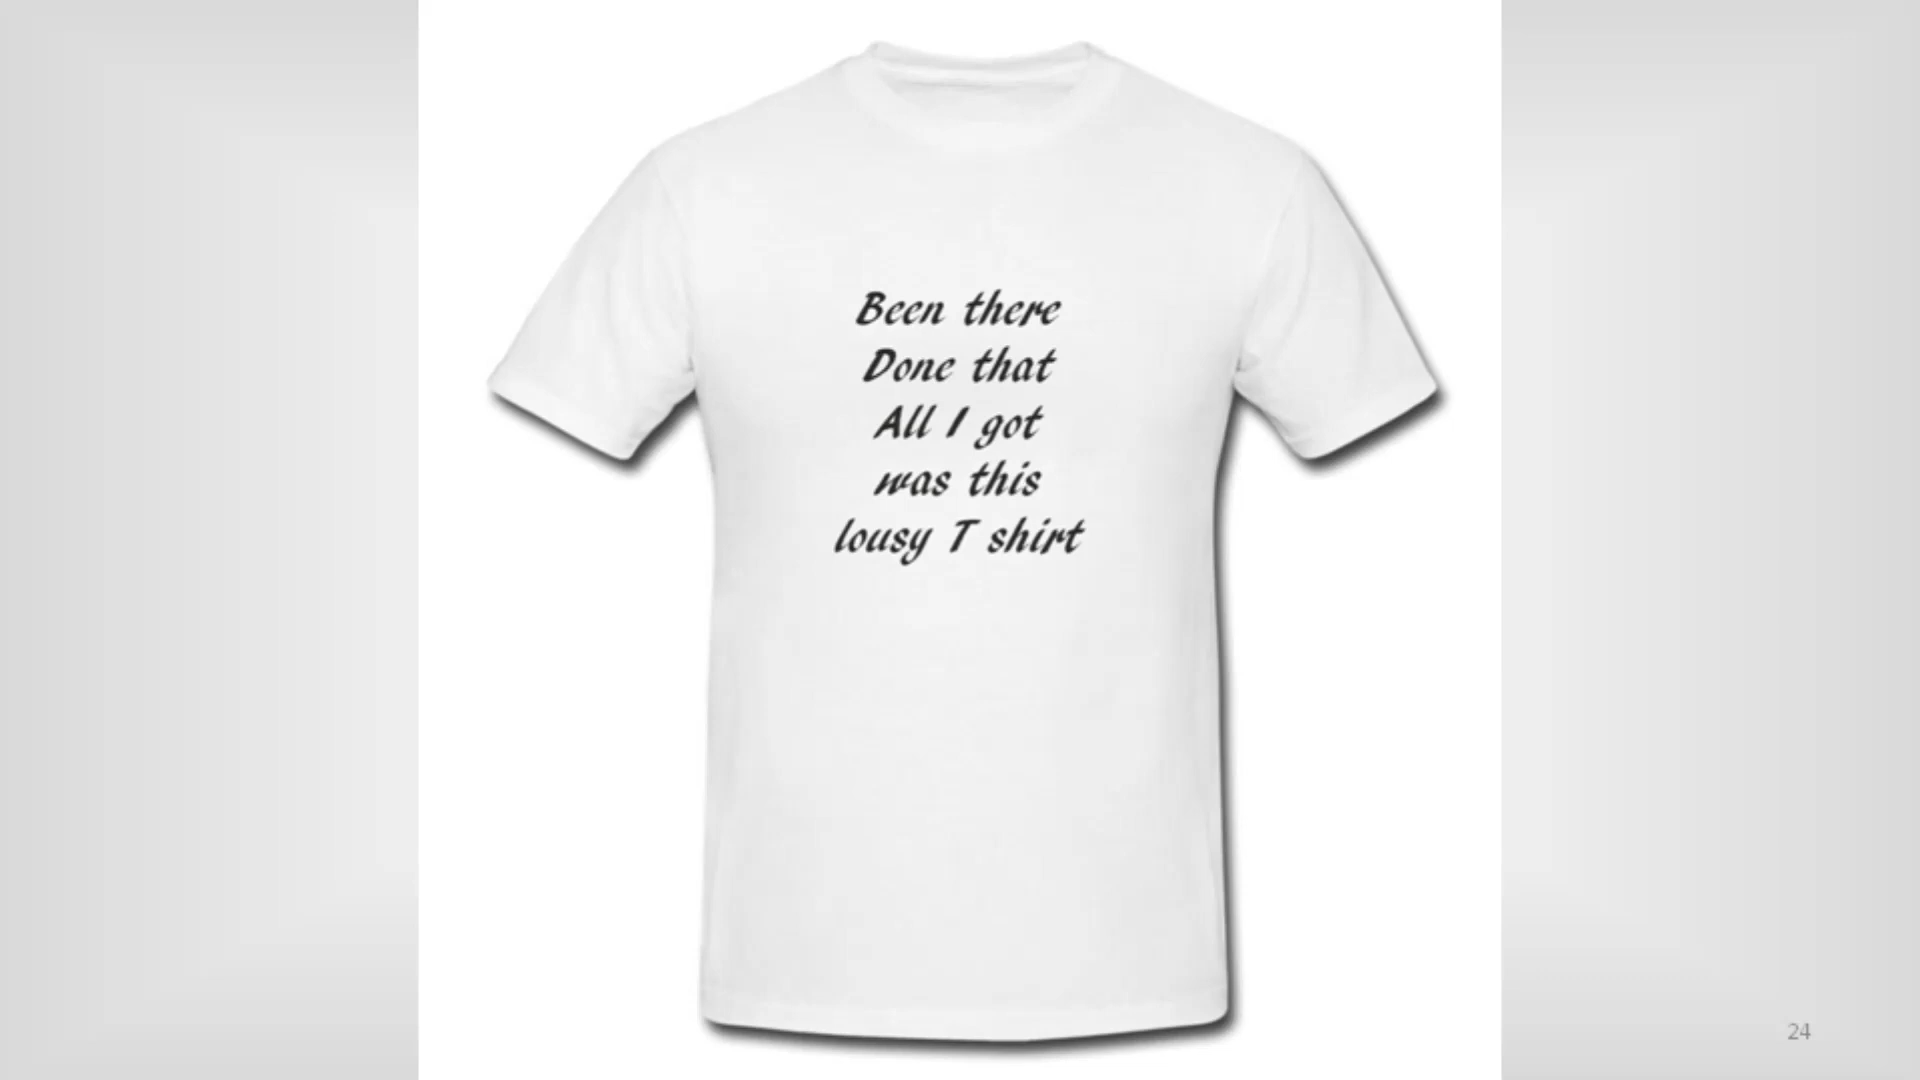 Been there
Done that
All I got
was this
lousy T shirt
24